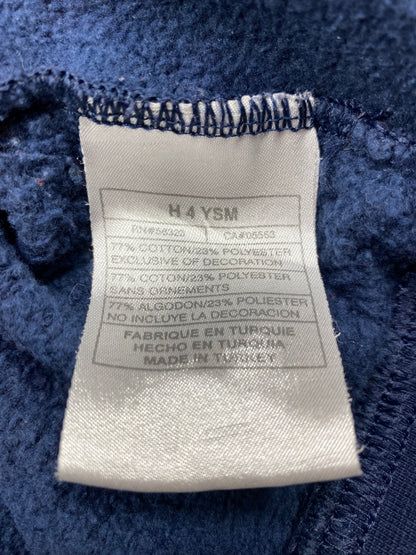 H 4 YSM
RN#56323 CA#05553
77% COTTON/23% POLYESTER
EXCLUSIVE OF DECORATION
77% COTON/23% POLYESTER
SANS ORNEMENTS
77% ALGODON/23% POLIESTER
NO INCLUYE LA DECORACION
FABRIQUE EN TURQUIE
HECHO EN TURQUIA
MADE IN TURKEY